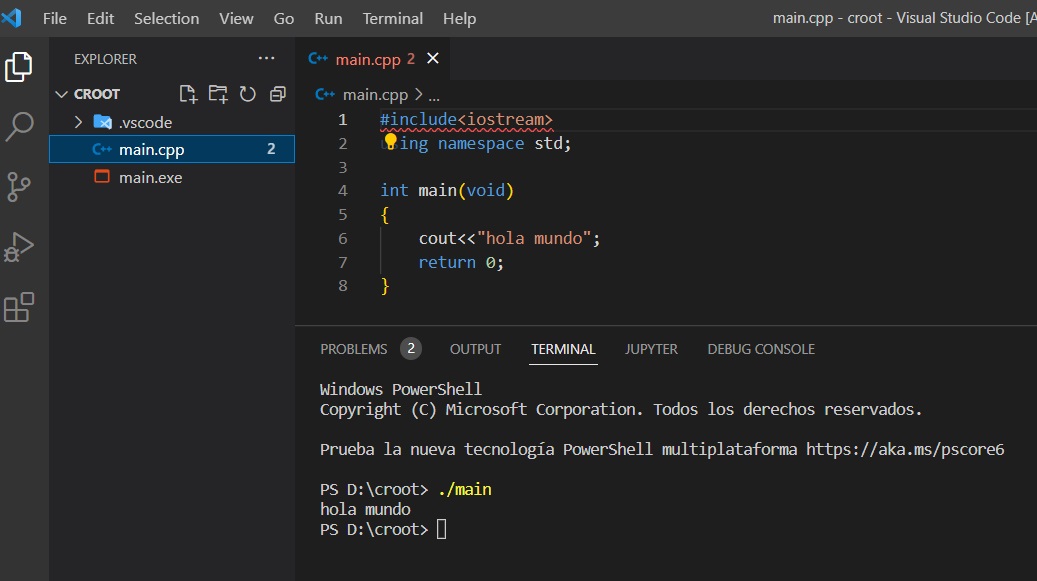 File Edit Selection View Go Run Terminal Help main.cpp - croot - Visual Studio Code [A
EXPLORER
CROOT
.vscode
main.cpp 2
main.exe
main.cpp 2
main.cpp > ...
1 #include<iostream>
2 ing namespace std;
3
4 int main(void)
5 {
6 cout<<"hola mundo";
7 return 0;
8 }
PROBLEMS 2 OUTPUT TERMINAL JUPYTER DEBUG CONSOLE
Windows PowerShell
Copyright (C) Microsoft Corporation. Todos los derechos reservados.
Prueba la nueva tecnología PowerShell multiplataforma https://aka.ms/pscore6
PS D:\croot> ./main
hola mundo
PS D:\croot>